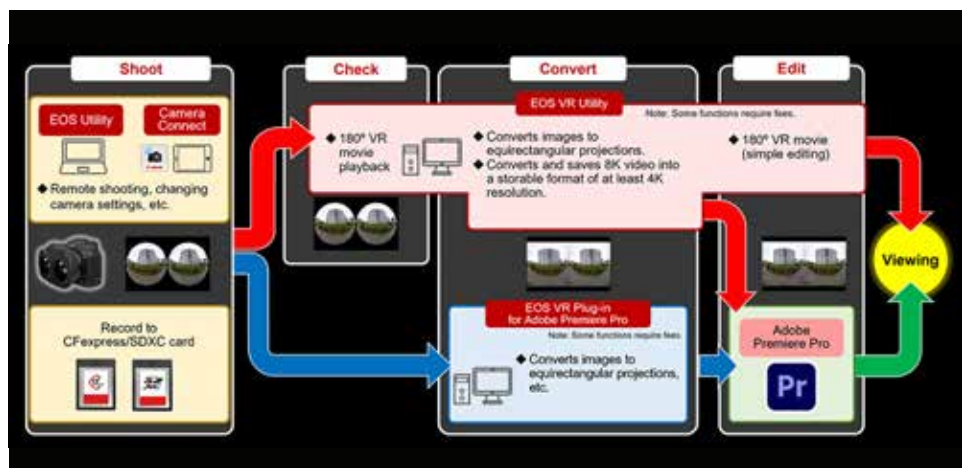 Shoot
EOS Utility
Camera
Connect
◆ Remote shooting, changing
camera settings, etc.
Record to
CFexpress/SDXC card
Check
◆ 180° VR
movie
playback
Convert
EOS VR Utility
Note: Some functions require fees.
◆ Converts images to
equirectangular projections.
◆ Converts and saves 8K video into
a storable format of at least 4K
resolution.
EOS VR Plug-in
for Adobe Premiere Pro
Note: Some functions require fees
◆ Converts images to
equirectangular projections,
etc.
Edit
◆ 180° VR movie
(simple editing)
Adobe
Premiere Pro
Pr
Viewing